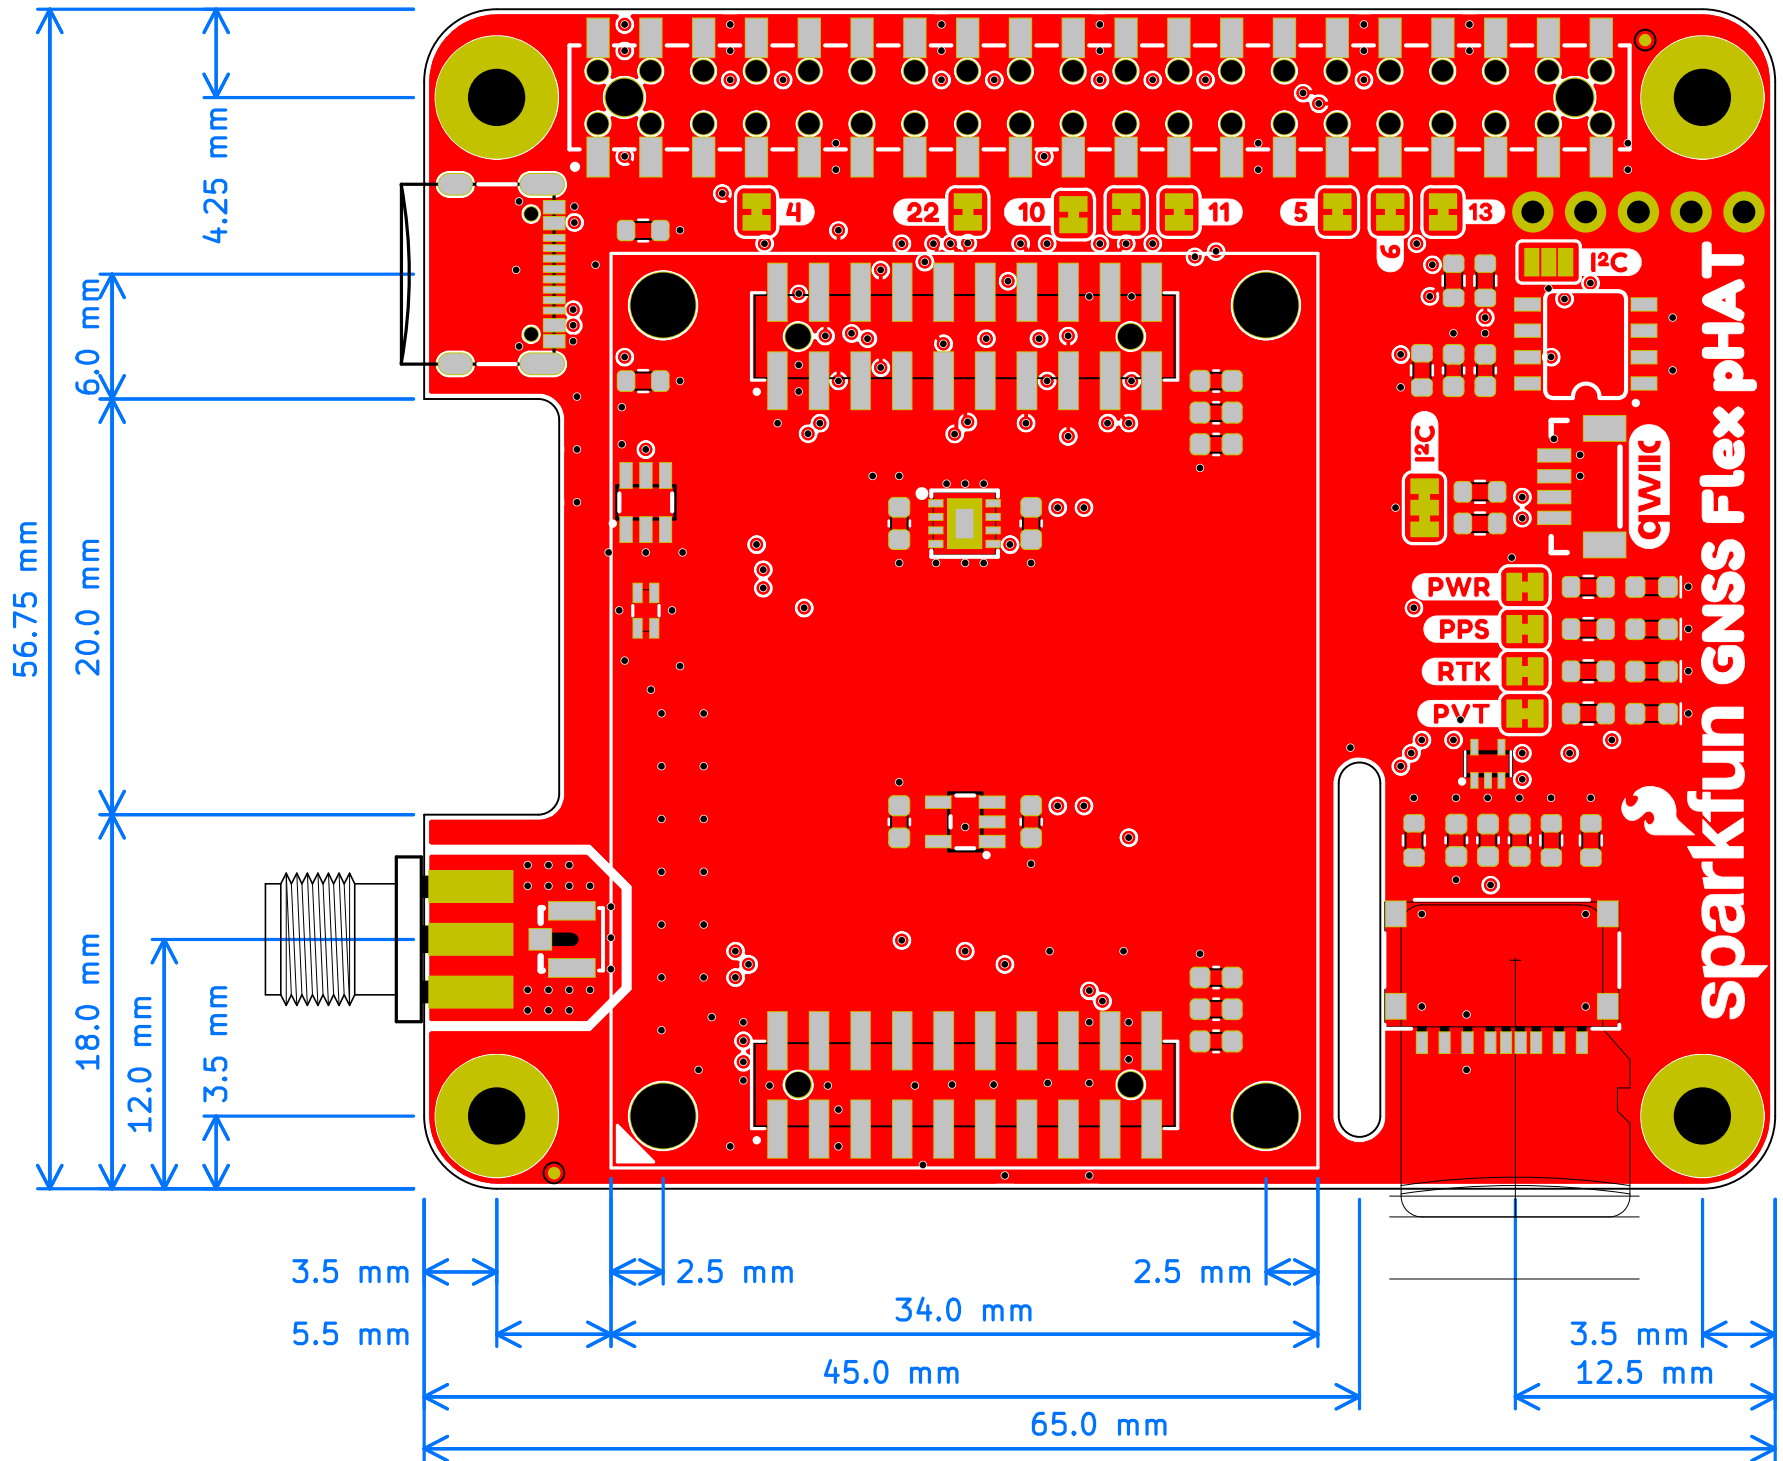 4
22
10
11
5
6
13
I²C
4.25 mm
6.0 mm
56.75 mm
20.0 mm
18.0 mm
12.0 mm
3.5 mm
I²C
qwiic
PWR
PPS
RTK
PVT
sparkfun GNSS Flex pHAT
3.5 mm
2.5 mm
2.5 mm
34.0 mm
5.5 mm
3.5 mm
45.0 mm
12.5 mm
65.0 mm